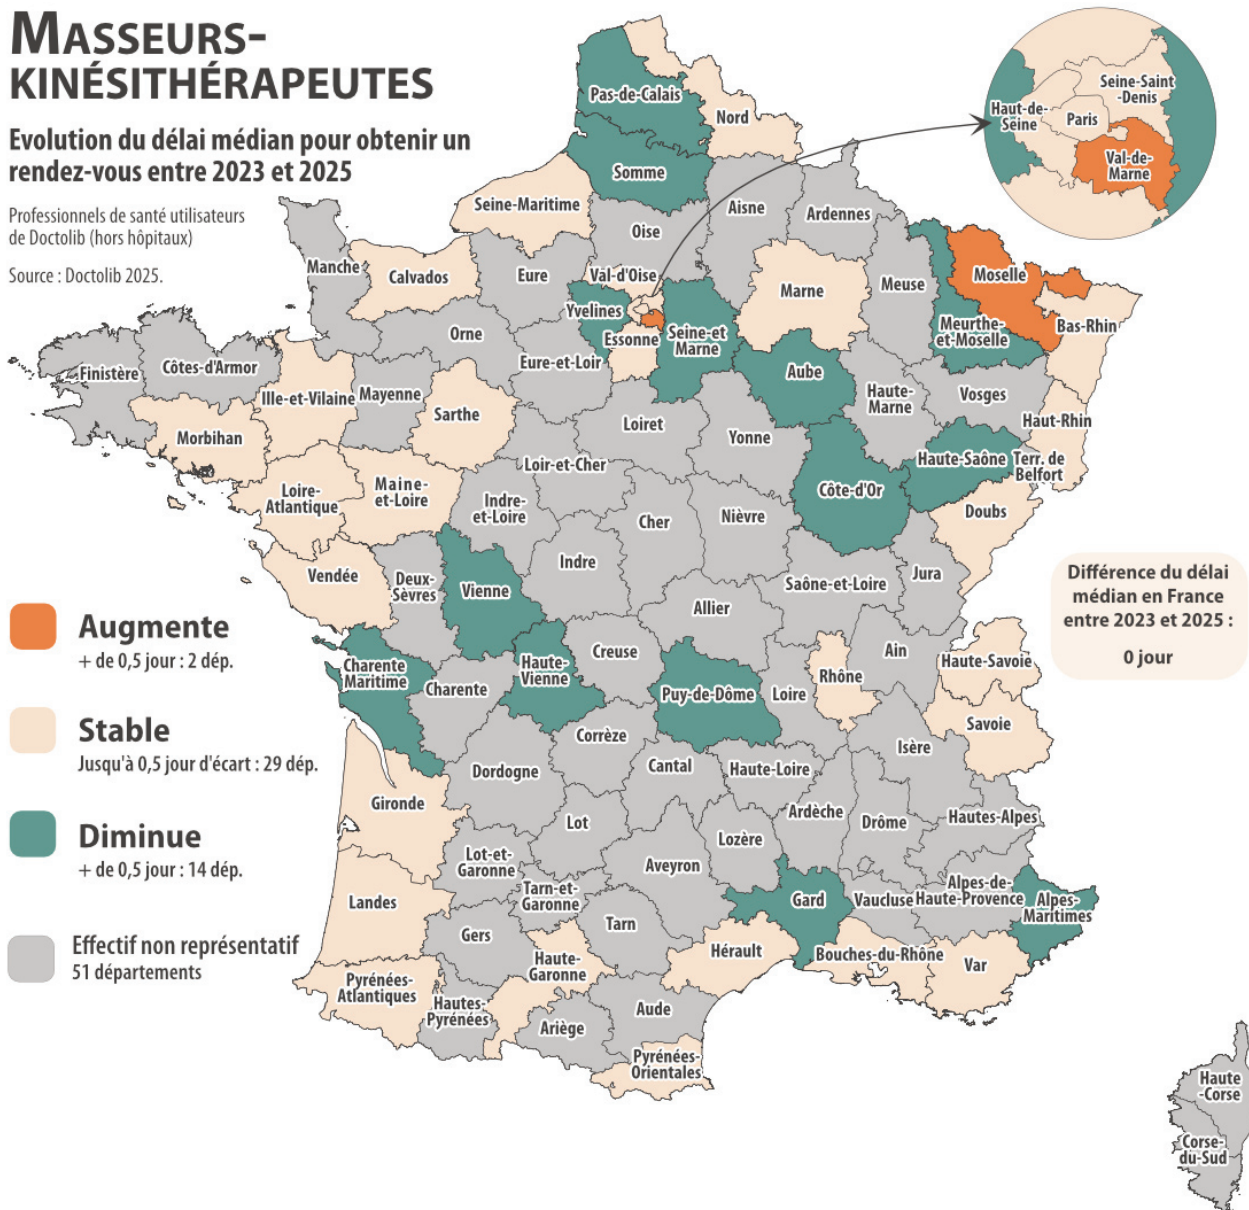 MASSEURS-
KINÉSITHÉRAPEUTES
Evolution du délai médian pour obtenir un
rendez-vous entre 2023 et 2025
Professionnels de santé utilisateurs
de Doctolib (hors hôpitaux)
Source : Doctolib 2025.
Haut-de-
Seine
Paris
Seine-Saint
-Denis
Val-de-
Marne
Pas-de-Calais
Nord
Somme
Seine-Maritime
Aisne
Ardennes
Oise
Manche
Calvados
Eure
Val-d'Oise
Marne
Meuse
Moselle
Bas-Rhin
Meurthe-
et-Moselle
Yvelines
Essonne
Seine-et
Marne
Orne
Eure-et-Loir
Aube
Haute-
Marne
Vosges
Haut-Rhin
Finistère
Côtes-d'Armor
Ille-et-Vilaine
Mayenne
Sarthe
Morbihan
Loiret
Yonne
Haute-Saône
Terr. de
Belfort
Loir-et-Cher
Loire-
Atlantique
Maine-
et-Loire
Indre-
et-Loire
Cher
Nièvre
Côte-d'Or
Doubs
Vendée
Deux-
Sèvres
Vienne
Indre
Saône-et-Loire
Jura
Allier
Différence du délai
médian en France
entre 2023 et 2025 :
0 jour
Augmente
+ de 0,5 jour : 2 dép.
Stable
Jusqu'à 0,5 jour d'écart : 29 dép.
Diminue
+ de 0,5 jour : 14 dép.
Effectif non représentatif
51 départements
Charente
Maritime
Charente
Haute-
Vienne
Creuse
Puy-de-Dôme
Loire
Rhône
Ain
Haute-Savoie
Savoie
Isère
Corrèze
Dordogne
Cantal
Haute-Loire
Gironde
Lot
Lozère
Ardèche
Drôme
Hautes-Alpes
Lot-et-
Garonne
Aveyron
Landes
Tarn-et-
Garonne
Gard
Vaucluse
Alpes-de-
Haute-Provence
Alpes-
Maritimes
Gers
Tarn
Haute-
Garonne
Hérault
Bouches-du-Rhône
Var
Pyrénées-
Atlantiques
Hautes-
Pyrénées
Ariège
Aude
Pyrénées-
Orientales
Haute
-Corse
Corse-
du-Sud